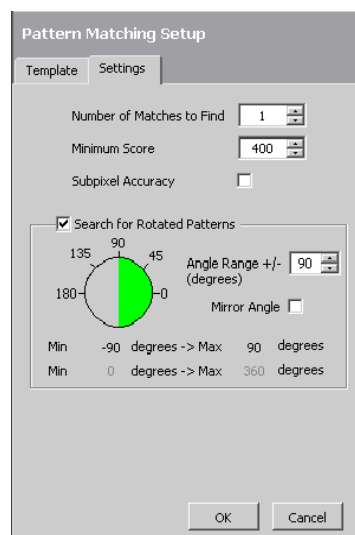 Pattern Matching Setup
Template Settings
Number of Matches to Find 1
Minimum Score 400
Subpixel Accuracy
Search for Rotated Patterns
90
135 45
180 0
Angle Range +/- 90
(degrees)
Mirror Angle
Min -90 degrees -> Max 90 degrees
Min 0 degrees -> Max 360 degrees
OK Cancel